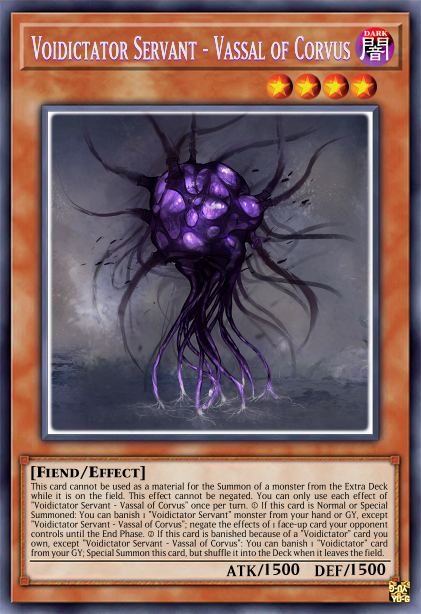 VOIDICTATOR SERVANT - VASSAL OF CORVUS
DARK
闇
[FIEND/EFFECT]
This card cannot be used as a material for the Summon of a monster from the Extra Deck
while it is on the field. This effect cannot be negated. You can only use each effect of
"Voidictator Servant - Vassal of Corvus" once per turn. ① If this card is Normal or Special
Summoned: You can banish 1 "Voidictator Servant" monster from your hand or GY, except
"Voidictator Servant - Vassal of Corvus"; negate the effects of 1 face-up card your opponent
controls until the End Phase. ② If this card is banished because of a "Voidictator" card you
own, except "Voidictator Servant - Vassal of Corvus": You can banish 1 "Voidictator" card
from your GY; Special Summon this card, but shuffle it into the Deck when it leaves the field.
ATK/1500 DEF/1500